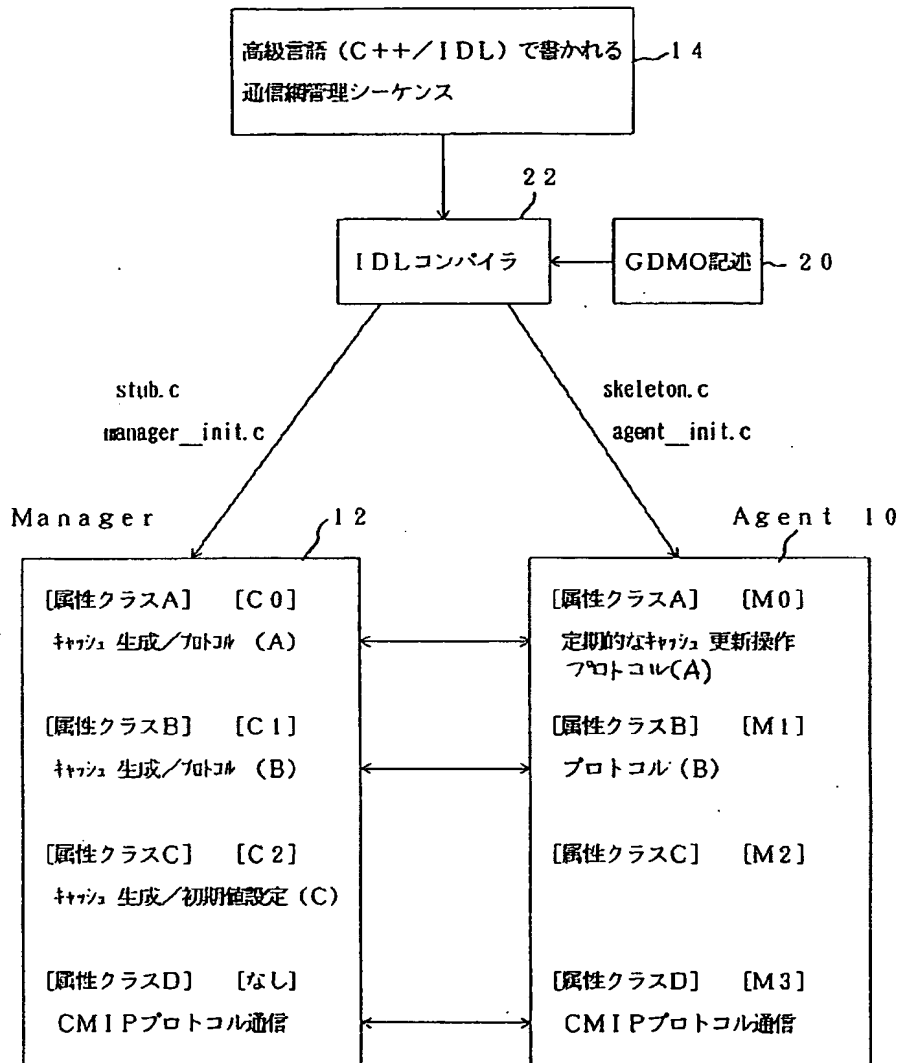 高級言語（C++／IDL）で書かれる
通信網管理シーケンス
14
22
IDLコンパイラ
GDMO記述
20
stub.c
manager__init.c
skeleton.c
agent__init.c
Manager
12
Agent 10
[属性クラスA] [C0]
キャッシュ 生成／プロトコル （A）
[属性クラスB] [C1]
キャッシュ 生成／プロトコル （B）
[属性クラスC] [C2]
キャッシュ 生成／初期値設定（C）
[属性クラスD] [なし]
CMIPプロトコル通信
[属性クラスA] [M0]
定期的なキャッシュ 更新操作
プロトコル(A)
[属性クラスB] [M1]
プロトコル（B）
[属性クラスC] [M2]
[属性クラスD] [M3]
CMIPプロトコル通信